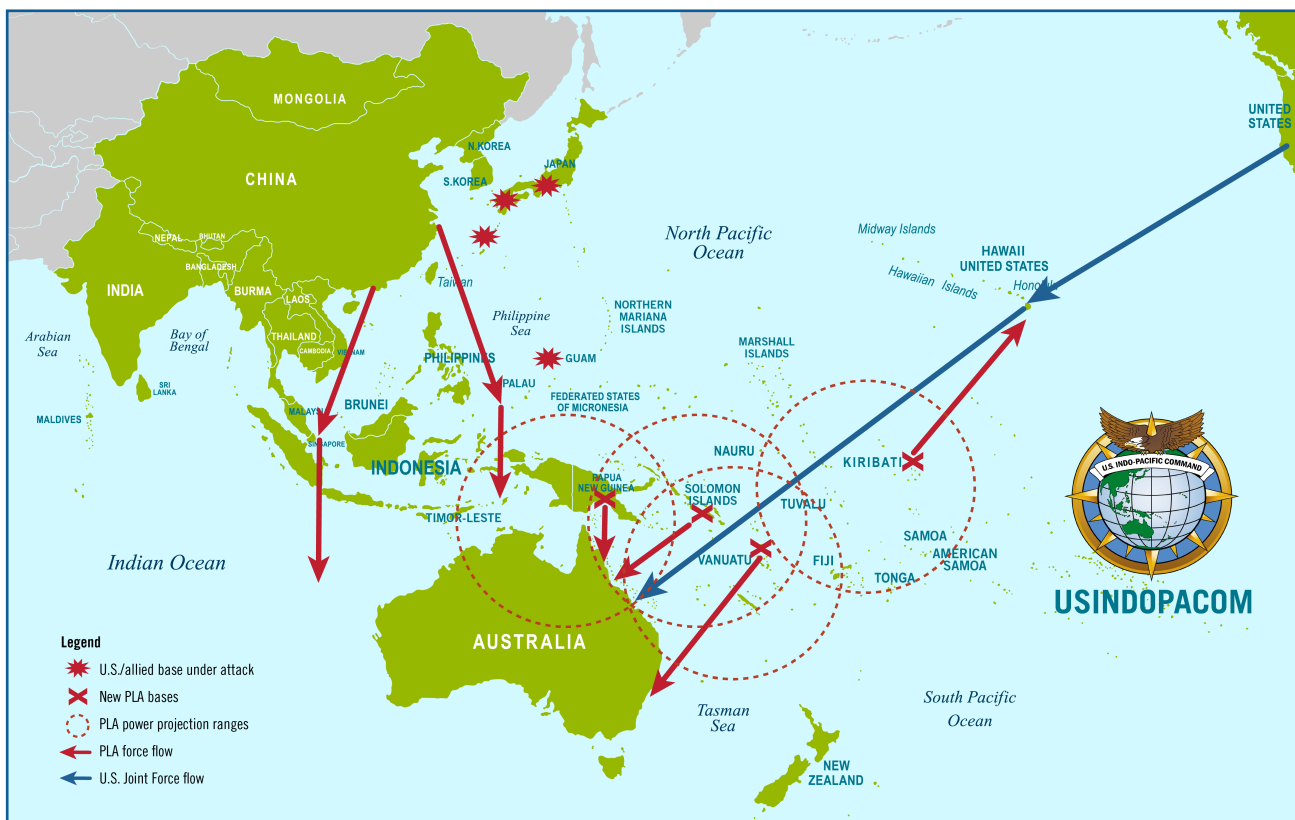 UNITED
STATES
MONGOLIA
N.KOREA
JAPAN
S.KOREA
CHINA
North Pacific
Ocean
Midway Islands
HAWAII
UNITED STATES
Hawaiian Islands
NEPAL
BHUTAN
BANGLADESH
INDIA
BURMA
LAOS
THAILAND
CAMBODIA
VIETNAM
Taiwan
Arabian
Sea
Bay of
Bengal
Philippine
Sea
NORTHERN
MARIANA
ISLANDS
MARSHALL
ISLANDS
PHILIPPINES
GUAM
PALAU
FEDERATED STATES
OF MICRONESIA
SRI
LANKA
MALDIVES
BRUNEI
SINGAPORE
INDONESIA
NAURU
KIRIBATI
PAPUA
NEW GUINEA
SOLOMON
ISLANDS
TUVALU
TIMOR-LESTE
VANUATU
FIJI
SAMOA
AMERICAN
SAMOA
TONGA
U.S. INDO-PACIFIC COMMAND
USINDOPACOM
Indian Ocean
AUSTRALIA
Tasman
Sea
South Pacific
Ocean
NEW
ZEALAND
Legend
U.S./allied base under attack
New PLA bases
PLA power projection ranges
PLA force flow
U.S. Joint Force flow